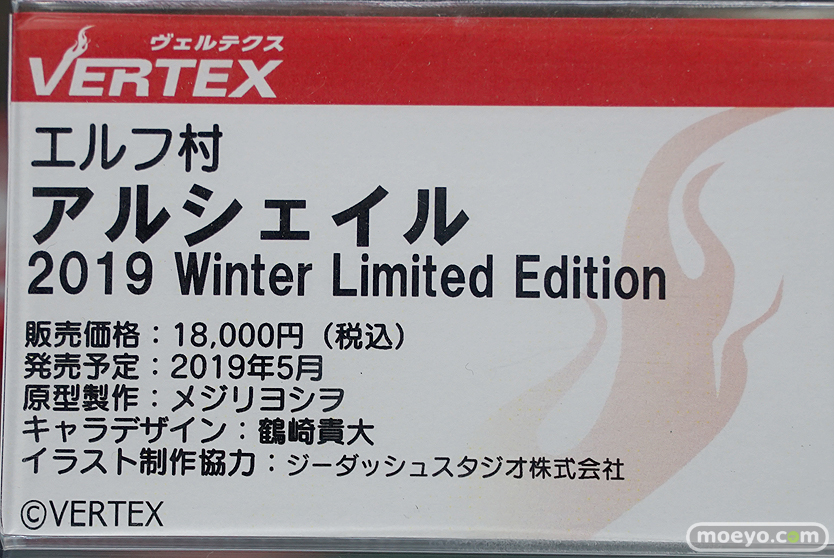 ヴェルテクス
VERTEX
エルフ村
アルシェイル
2019 Winter Limited Edition
販売価格：18,000円（税込）
発売予定：2019年5月
原型製作：メジリヨシヲ
キャラデザイン：鶴崎貴大
イラスト制作協力：ジーダッシュスタジオ株式会社
©VERTEX
moeyo.com